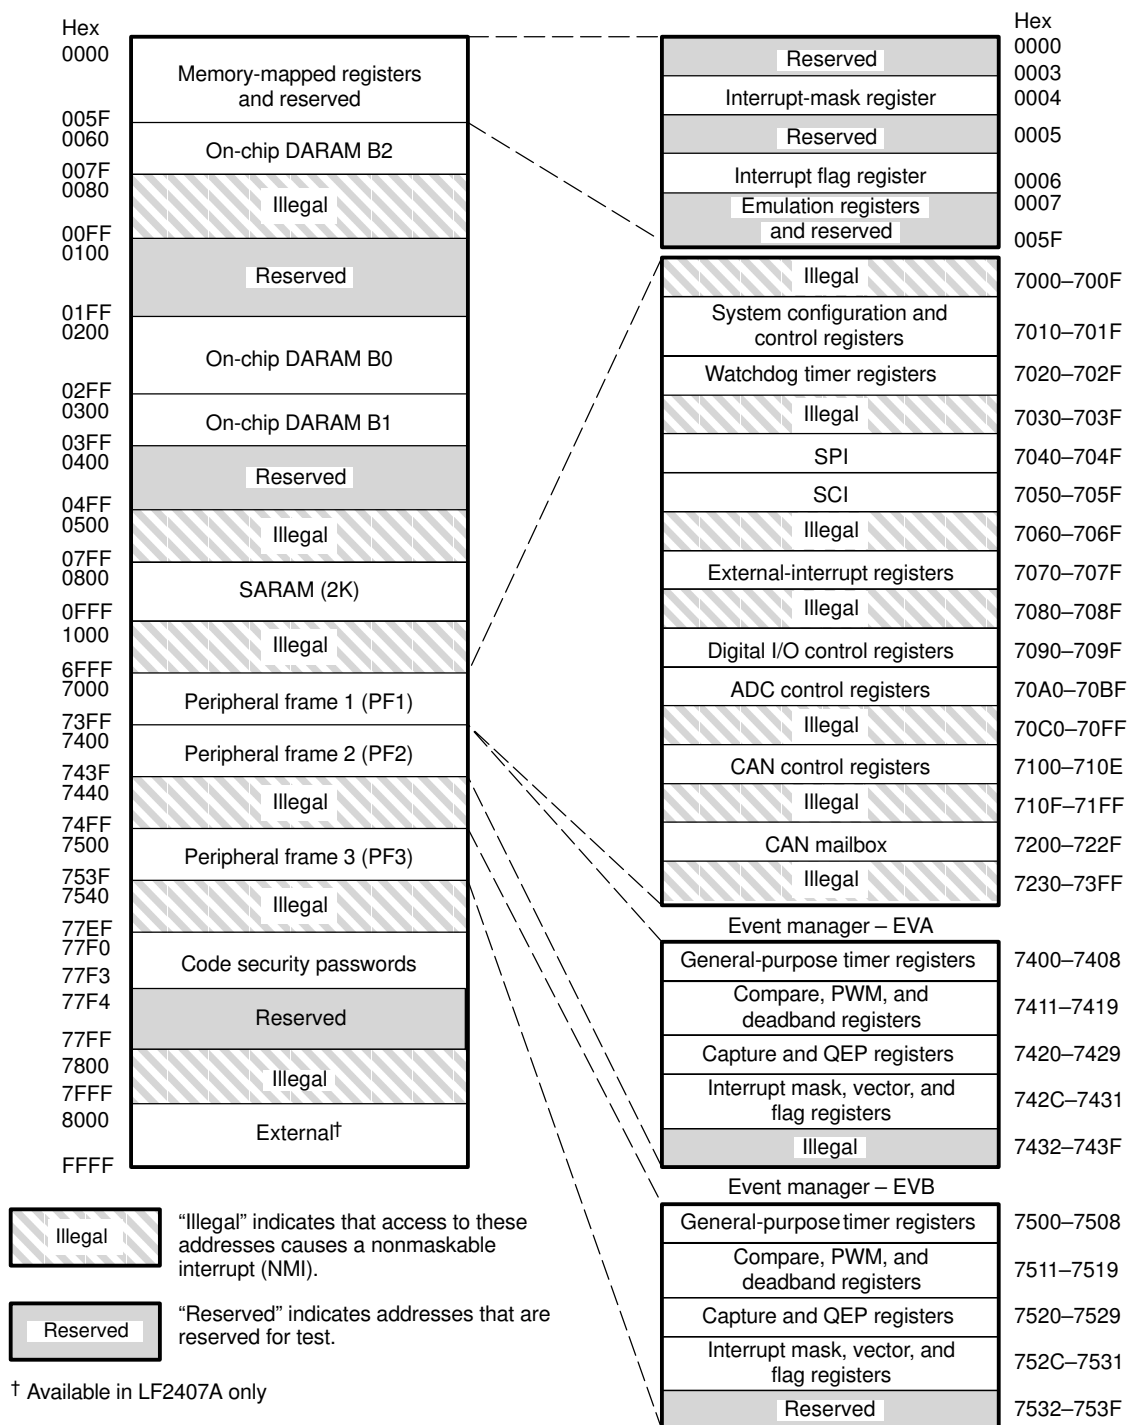 Hex
0000
Memory-mapped registers
and reserved
005F
0060
On-chip DARAM B2
007F
0080
Illegal
00FF
0100
Reserved
01FF
0200
On-chip DARAM B0
02FF
0300
On-chip DARAM B1
03FF
0400
Reserved
04FF
0500
Illegal
07FF
0800
SARAM (2K)
0FFF
1000
Illegal
6FFF
7000
Peripheral frame 1 (PF1)
73FF
7400
Peripheral frame 2 (PF2)
743F
7440
Illegal
74FF
7500
Peripheral frame 3 (PF3)
753F
7540
Illegal
77EF
77F0
Code security passwords
77F3
77F4
Reserved
77FF
7800
Illegal
7FFF
8000
External†
FFFF
Hex
0000
Reserved
0003
Interrupt-mask register 0004
Reserved 0005
Interrupt flag register 0006
0007
Emulation registers
and reserved
005F
Illegal 7000–700F
System configuration and
control registers 7010–701F
Watchdog timer registers 7020–702F
Illegal 7030–703F
SPI 7040–704F
SCI 7050–705F
Illegal 7060–706F
External-interrupt registers 7070–707F
Illegal 7080–708F
Digital I/O control registers 7090–709F
ADC control registers 70A0–70BF
Illegal 70C0–70FF
CAN control registers 7100–710E
Illegal 710F–71FF
CAN mailbox 7200–722F
Illegal 7230–73FF
Event manager – EVA
General-purpose timer registers 7400–7408
Compare, PWM, and
deadband registers 7411–7419
Capture and QEP registers 7420–7429
Interrupt mask, vector, and
flag registers 742C–7431
Illegal 7432–743F
Event manager – EVB
General-purpose timer registers 7500–7508
Compare, PWM, and
deadband registers 7511–7519
Capture and QEP registers 7520–7529
Interrupt mask, vector, and
flag registers 752C–7531
Reserved 7532–753F
Illegal
“Illegal” indicates that access to these
addresses causes a nonmaskable
interrupt (NMI).
Reserved
“Reserved” indicates addresses that are
reserved for test.
† Available in LF2407A only